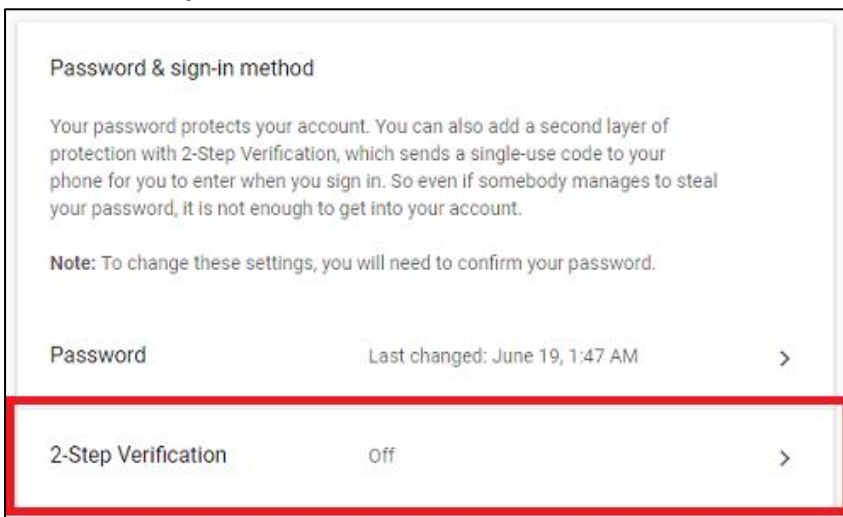 Password & sign-in method
Your password protects your account. You can also add a second layer of
protection with 2-Step Verification, which sends a single-use code to your
phone for you to enter when you sign in. So even if somebody manages to steal
your password, it is not enough to get into your account.
Note: To change these settings, you will need to confirm your password.
Password Last changed: June 19, 1:47 AM
2-Step Verification Off